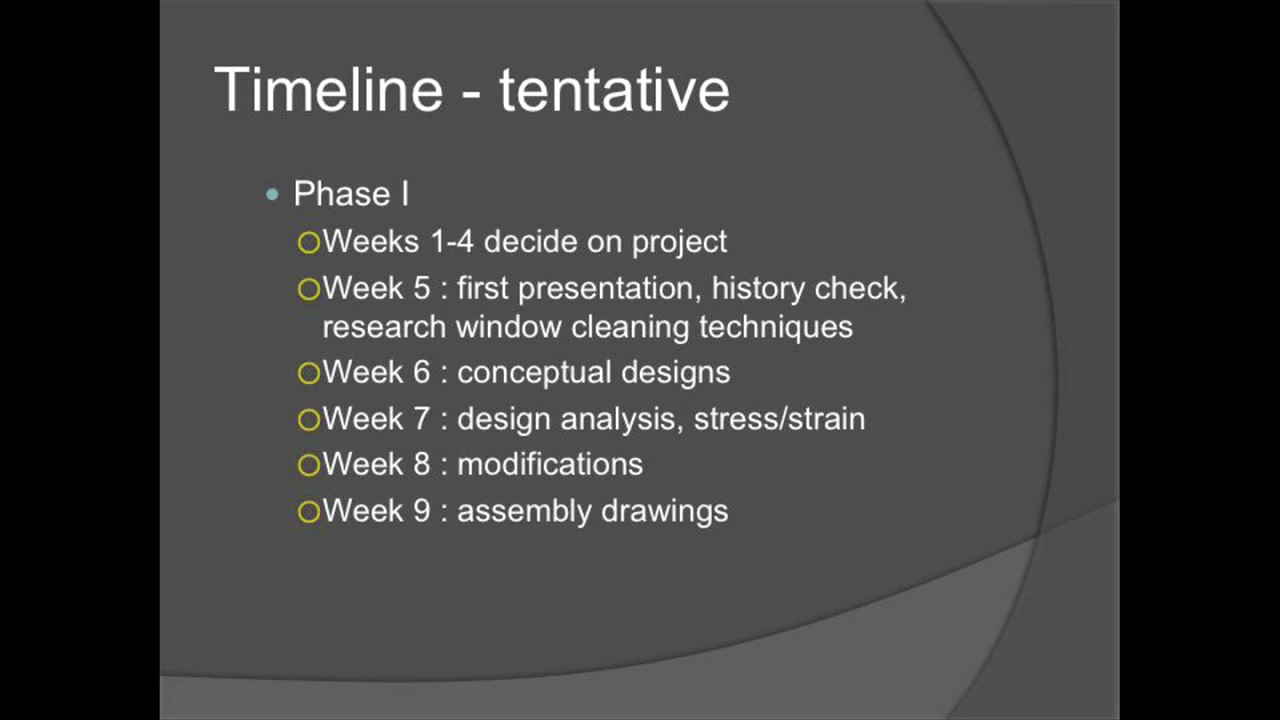 Timeline - tentative
Phase I
Weeks 1-4 decide on project
Week 5 : first presentation, history check,
research window cleaning techniques
Week 6 : conceptual designs
Week 7 : design analysis, stress/strain
Week 8 : modifications
Week 9 : assembly drawings